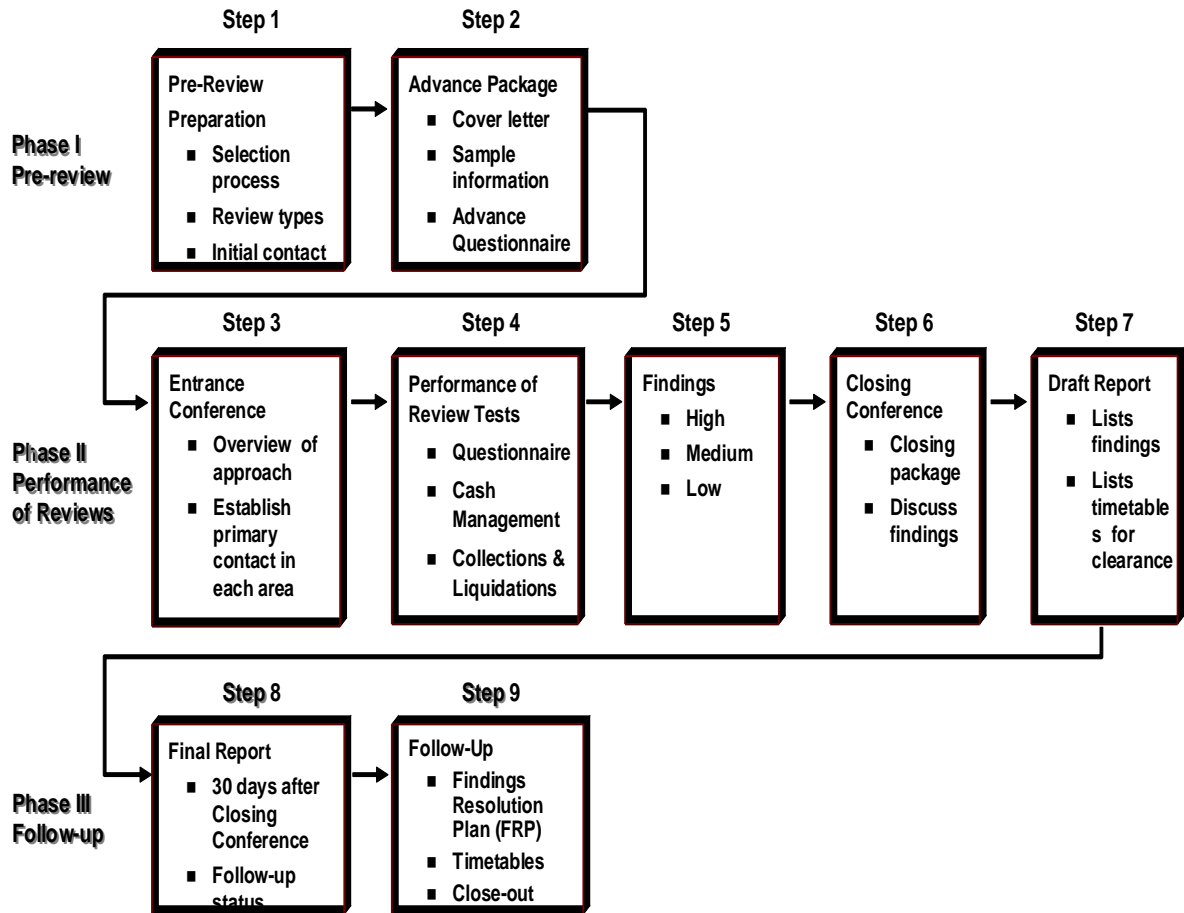 Step 1
Step 2
Phase I
Pre-review
Pre-Review
Preparation
■ Selection
process
■ Review types
■ Initial contact
Advance Package
■ Cover letter
■ Sample
information
■ Advance
Questionnaire
Step 3
Step 4
Step 5
Step 6
Step 7
Phase II
Performance
of Reviews
Entrance
Conference
■ Overview of
approach
■ Establish
primary
contact in
each area
Performance of
Review Tests
■ Questionnaire
■ Cash
Management
■ Collections &
Liquidations
Findings
■ High
■ Medium
■ Low
Closing
Conference
■ Closing
package
■ Discuss
findings
Draft Report
■ Lists
findings
■ Lists
timetable
s for
clearance
Step 8
Step 9
Phase III
Follow-up
Final Report
■ 30 days after
Closing
Conference
■ Follow-up
status
Follow-Up
■ Findings
Resolution
Plan (FRP)
■ Timetables
■ Close-out